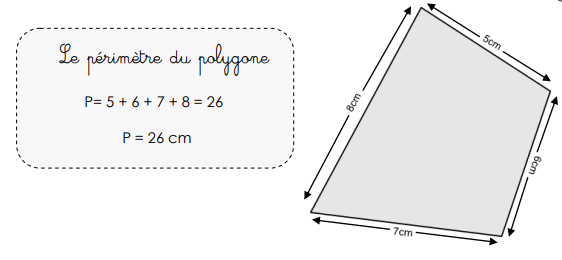 Le périmètre du polygone
P= 5 + 6 + 7 + 8 = 26
P = 26 cm
5cm
8cm
6cm
7cm